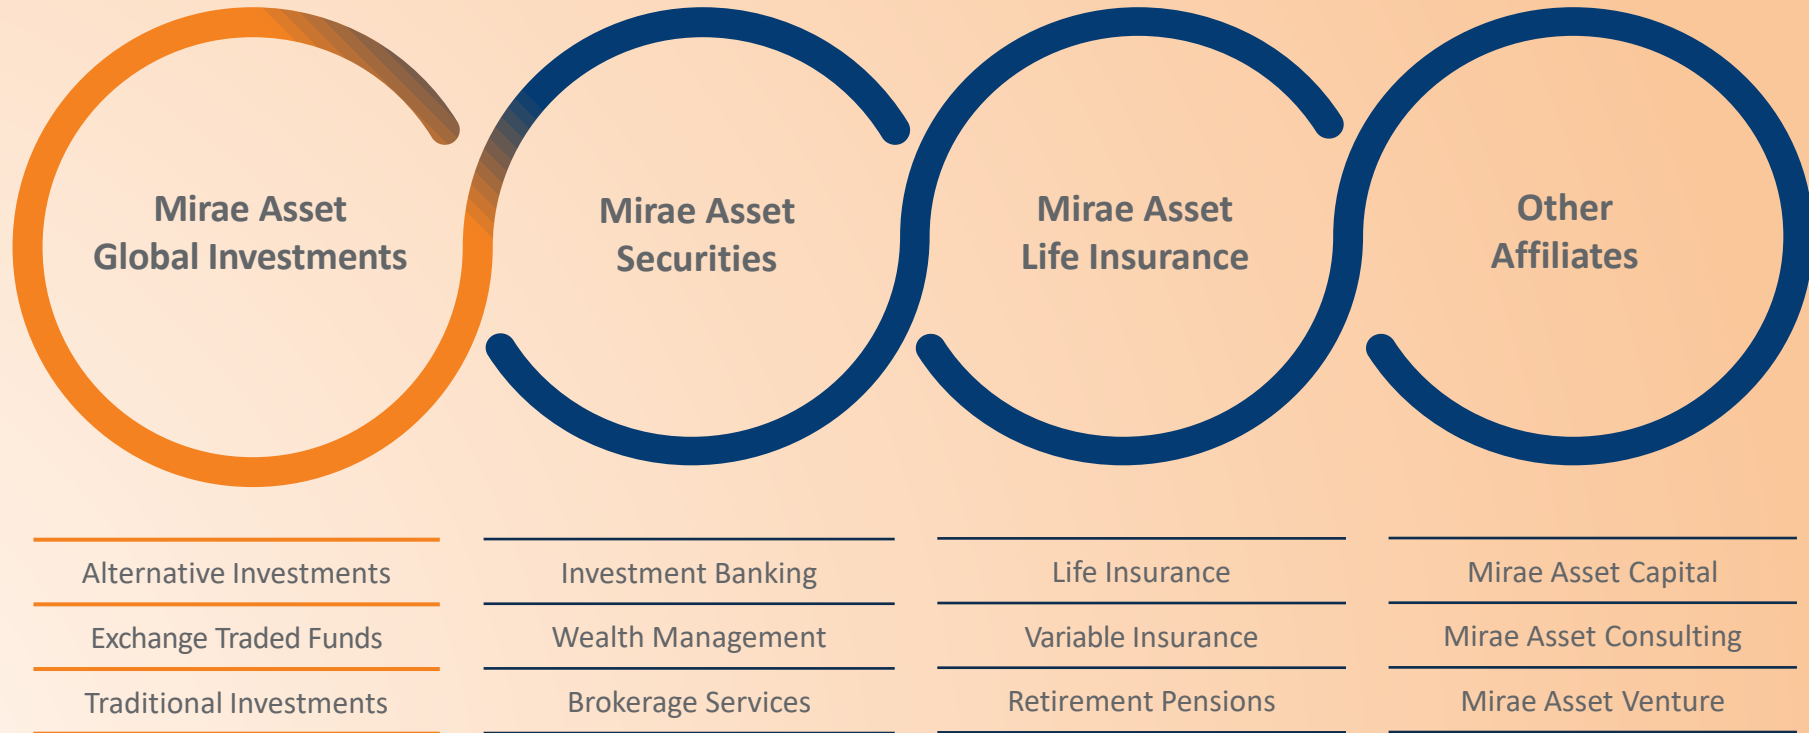 Mirae Asset
Global Investments
Mirae Asset
Securities
Mirae Asset
Life Insurance
Other
Affiliates
Alternative Investments
Exchange Traded Funds
Traditional Investments
Investment Banking
Wealth Management
Brokerage Services
Life Insurance
Variable Insurance
Retirement Pensions
Mirae Asset Capital
Mirae Asset Consulting
Mirae Asset Venture